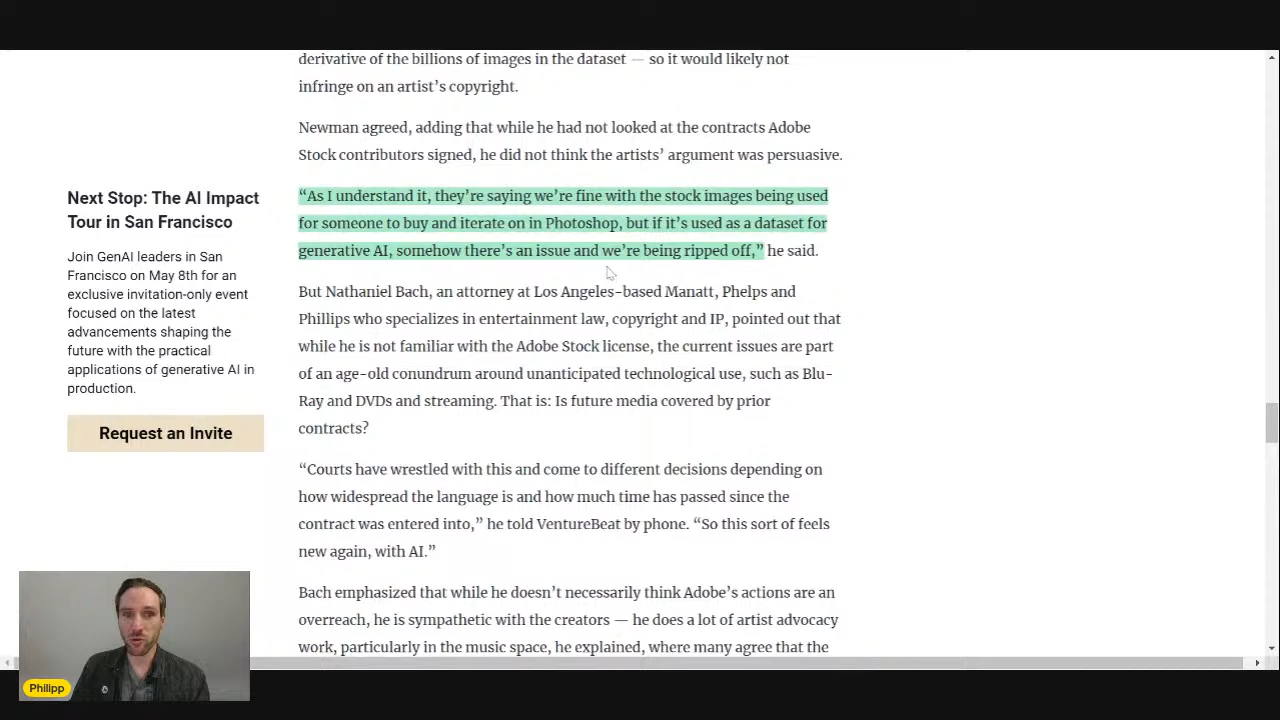 derivative of the billions of images in the dataset — so it would likely not
infringe on an artist’s copyright.
Newman agreed, adding that while he had not looked at the contracts Adobe
Stock contributors signed, he did not think the artists’ argument was persuasive.
“As I understand it, they’re saying we’re fine with the stock images being used
for someone to buy and iterate on in Photoshop, but if it’s used as a dataset for
generative AI, somehow there’s an issue and we’re being ripped off,” he said.
But Nathaniel Bach, an attorney at Los Angeles-based Manatt, Phelps and
Phillips who specializes in entertainment law, copyright and IP, pointed out that
while he is not familiar with the Adobe Stock license, the current issues are part
of an age-old conundrum around unanticipated technological use, such as Blu-
Ray and DVDs and streaming. That is: Is future media covered by prior
contracts?
“Courts have wrestled with this and come to different decisions depending on
how widespread the language is and how much time has passed since the
contract was entered into,” he told VentureBeat by phone. “So this sort of feels
new again, with AI.”
Bach emphasized that while he doesn’t necessarily think Adobe’s actions are an
overreach, he is sympathetic with the creators — he does a lot of artist advocacy
work, particularly in the music space, he explained, where many agree that the
Next Stop: The AI Impact
Tour in San Francisco
Join GenAI leaders in San
Francisco on May 8th for an
exclusive invitation-only event
focused on the latest
advancements shaping the
future with the practical
applications of generative AI in
production.
Request an Invite
Philipp